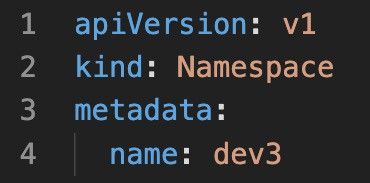 1 apiVersion: v1
2 kind: Namespace
3 metadata:
4   name: dev3